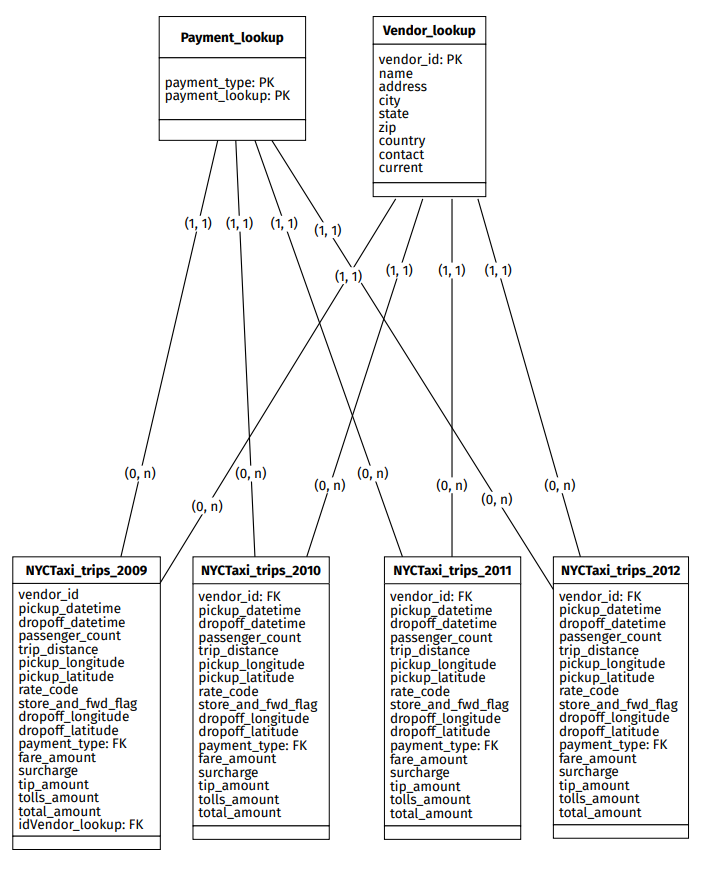 Payment_lookup
payment_type: PK
payment_lookup: PK
Vendor_lookup
vendor_id: PK
name
address
city
state
zip
country
contact
current
(1, 1)
(1, 1)
(1, 1)
(1, 1)
(1, 1)
(1, 1)
(1, 1)
(1, 1)
(0, n)
(0, n)
(0, n)
(0, n)
(0, n)
(0, n)
(0, n)
(0, n)
NYCTaxi_trips_2009
vendor_id
pickup_datetime
dropoff_datetime
passenger_count
trip_distance
pickup_longitude
pickup_latitude
rate_code
store_and_fwd_flag
dropoff_longitude
dropoff_latitude
payment_type: FK
fare_amount
surcharge
tip_amount
tolls_amount
total_amount
idVendor_lookup: FK
NYCTaxi_trips_2010
vendor_id: FK
pickup_datetime
dropoff_datetime
passenger_count
trip_distance
pickup_longitude
pickup_latitude
rate_code
store_and_fwd_flag
dropoff_longitude
dropoff_latitude
payment_type: FK
fare_amount
surcharge
tip_amount
tolls_amount
total_amount
NYCTaxi_trips_2011
vendor_id: FK
pickup_datetime
dropoff_datetime
passenger_count
trip_distance
pickup_longitude
pickup_latitude
rate_code
store_and_fwd_flag
dropoff_longitude
dropoff_latitude
payment_type: FK
fare_amount
surcharge
tip_amount
tolls_amount
total_amount
NYCTaxi_trips_2012
vendor_id: FK
pickup_datetime
dropoff_datetime
passenger_count
trip_distance
pickup_longitude
pickup_latitude
rate_code
store_and_fwd_flag
dropoff_longitude
dropoff_latitude
payment_type: FK
fare_amount
surcharge
tip_amount
tolls_amount
total_amount